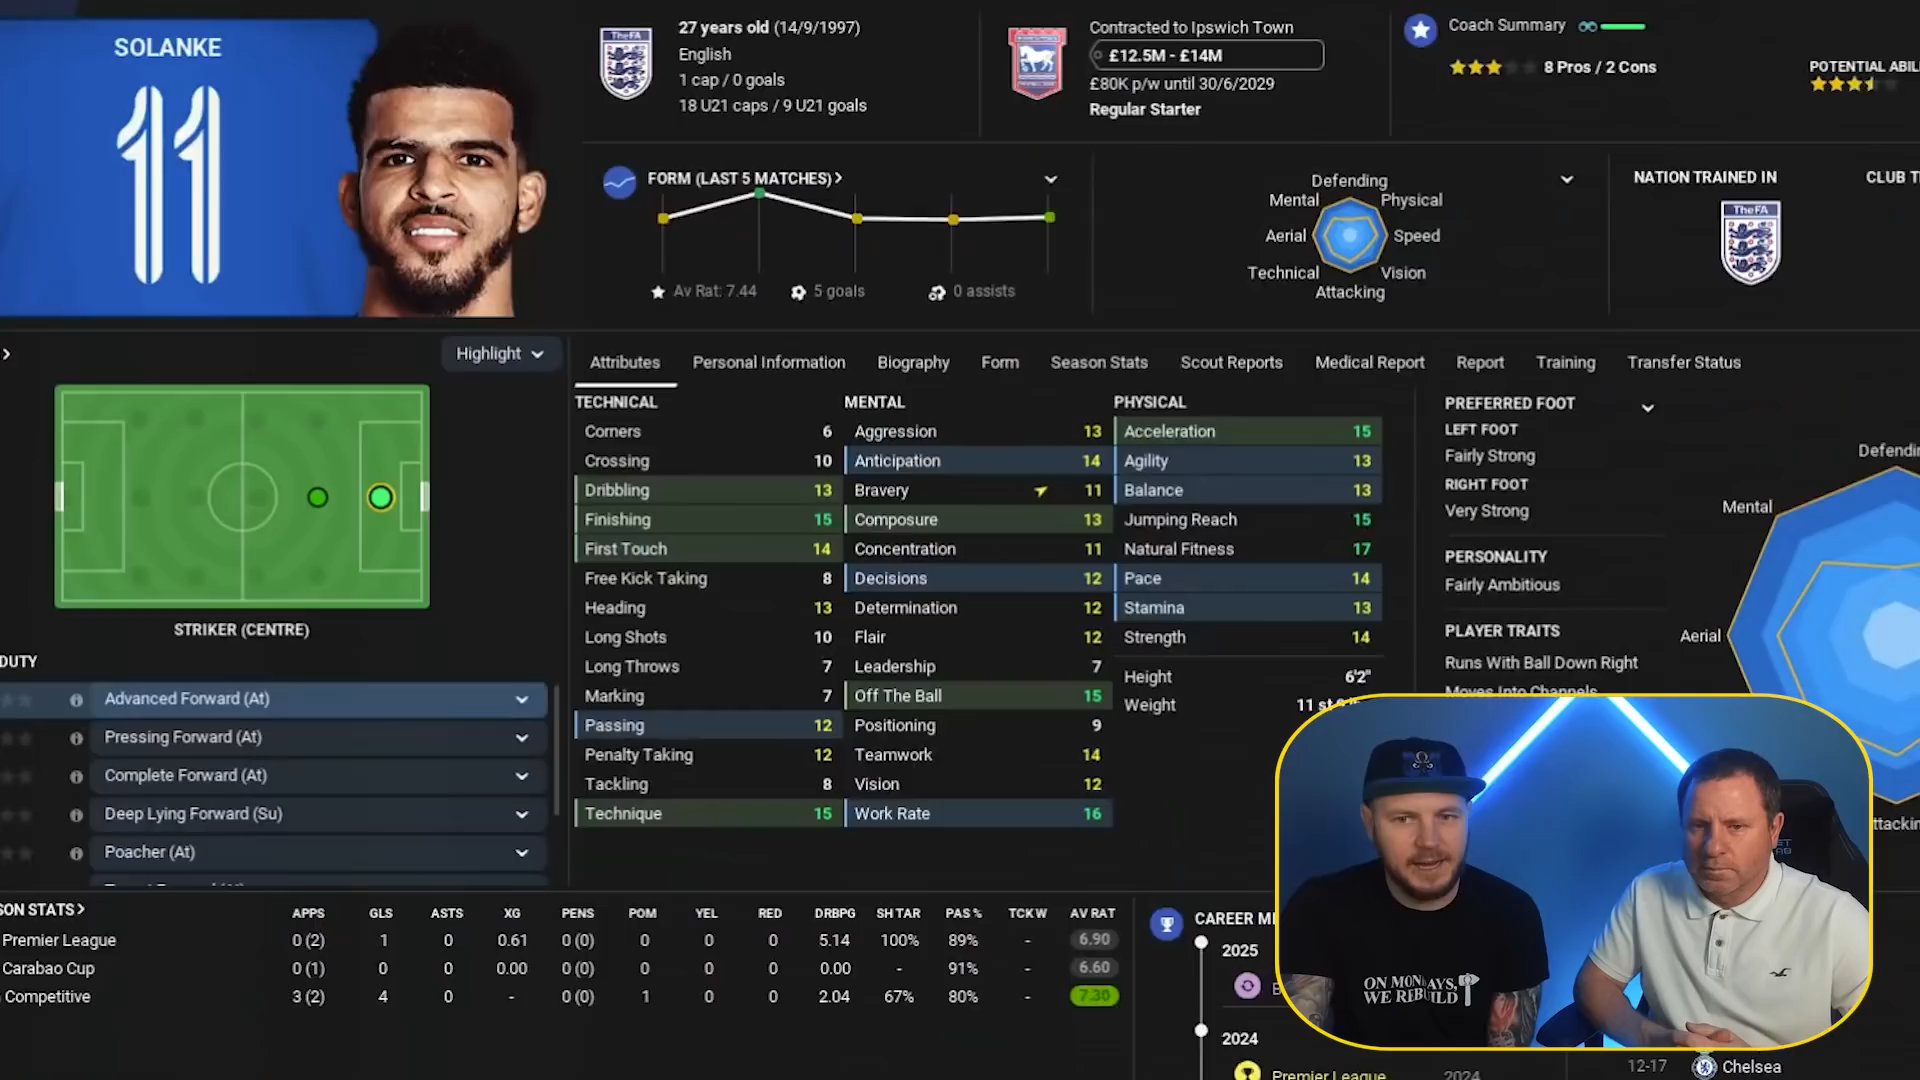 SOLANKE
11
TheFA
27 years old (14/9/1997)
English
1 cap / 0 goals
18 U21 caps / 9 U21 goals
Contracted to Ipswich Town
£12.5M - £14M
£80K p/w until 30/6/2029
Regular Starter
Coach Summary
8 Pros / 2 Cons
POTENTIAL ABIL
FORM (LAST 5 MATCHES)
Av Rat: 7.44
5 goals
0 assists
Defending
Mental
Physical
Aerial
Speed
Technical
Vision
Attacking
NATION TRAINED IN
CLUB T
TheFA
Highlight
Attributes
Personal Information
Biography
Form
Season Stats
Scout Reports
Medical Report
Report
Training
Transfer Status
STRIKER (CENTRE)
DUTY
Advanced Forward (At)
Pressing Forward (At)
Complete Forward (At)
Deep Lying Forward (Su)
Poacher (At)
TECHNICAL
Corners 6
Crossing 10
Dribbling 13
Finishing 15
First Touch 14
Free Kick Taking 8
Heading 13
Long Shots 10
Long Throws 7
Marking 7
Passing 12
Penalty Taking 12
Tackling 8
Technique 15
MENTAL
Aggression 13
Anticipation 14
Bravery 11
Composure 13
Concentration 11
Decisions 12
Determination 12
Flair 12
Leadership 7
Off The Ball 15
Positioning 9
Teamwork 14
Vision 12
Work Rate 16
PHYSICAL
Acceleration 15
Agility 13
Balance 13
Jumping Reach 15
Natural Fitness 17
Pace 14
Stamina 13
Strength 14
Height 6'2"
Weight 11 st
PREFERRED FOOT
LEFT FOOT
Fairly Strong
RIGHT FOOT
Very Strong
PERSONALITY
Fairly Ambitious
PLAYER TRAITS
Runs With Ball Down Right
Moves Into Channels
Defendin
Mental
Aerial
ttackin
ON MONDAYS,
WE REBUILD
SON STATS APPS GLS ASTS XG PENS POM YEL RED DRBPG SH TAR PAS % TCK W AV RAT
Premier League 0 (2) 1 0 0.61 0 (0) 0 0 0 5.14 100% 89% - 6.90
Carabao Cup 0 (1) 0 0 0.00 0 (0) 0 0 0 0.00 - 91% - 6.60
Competitive 3 (2) 4 0 - 0 (0) 1 0 0 2.04 67% 80% - 7.30
CAREER MI
2025
2024
Premier League 2024
12-17 Chelsea